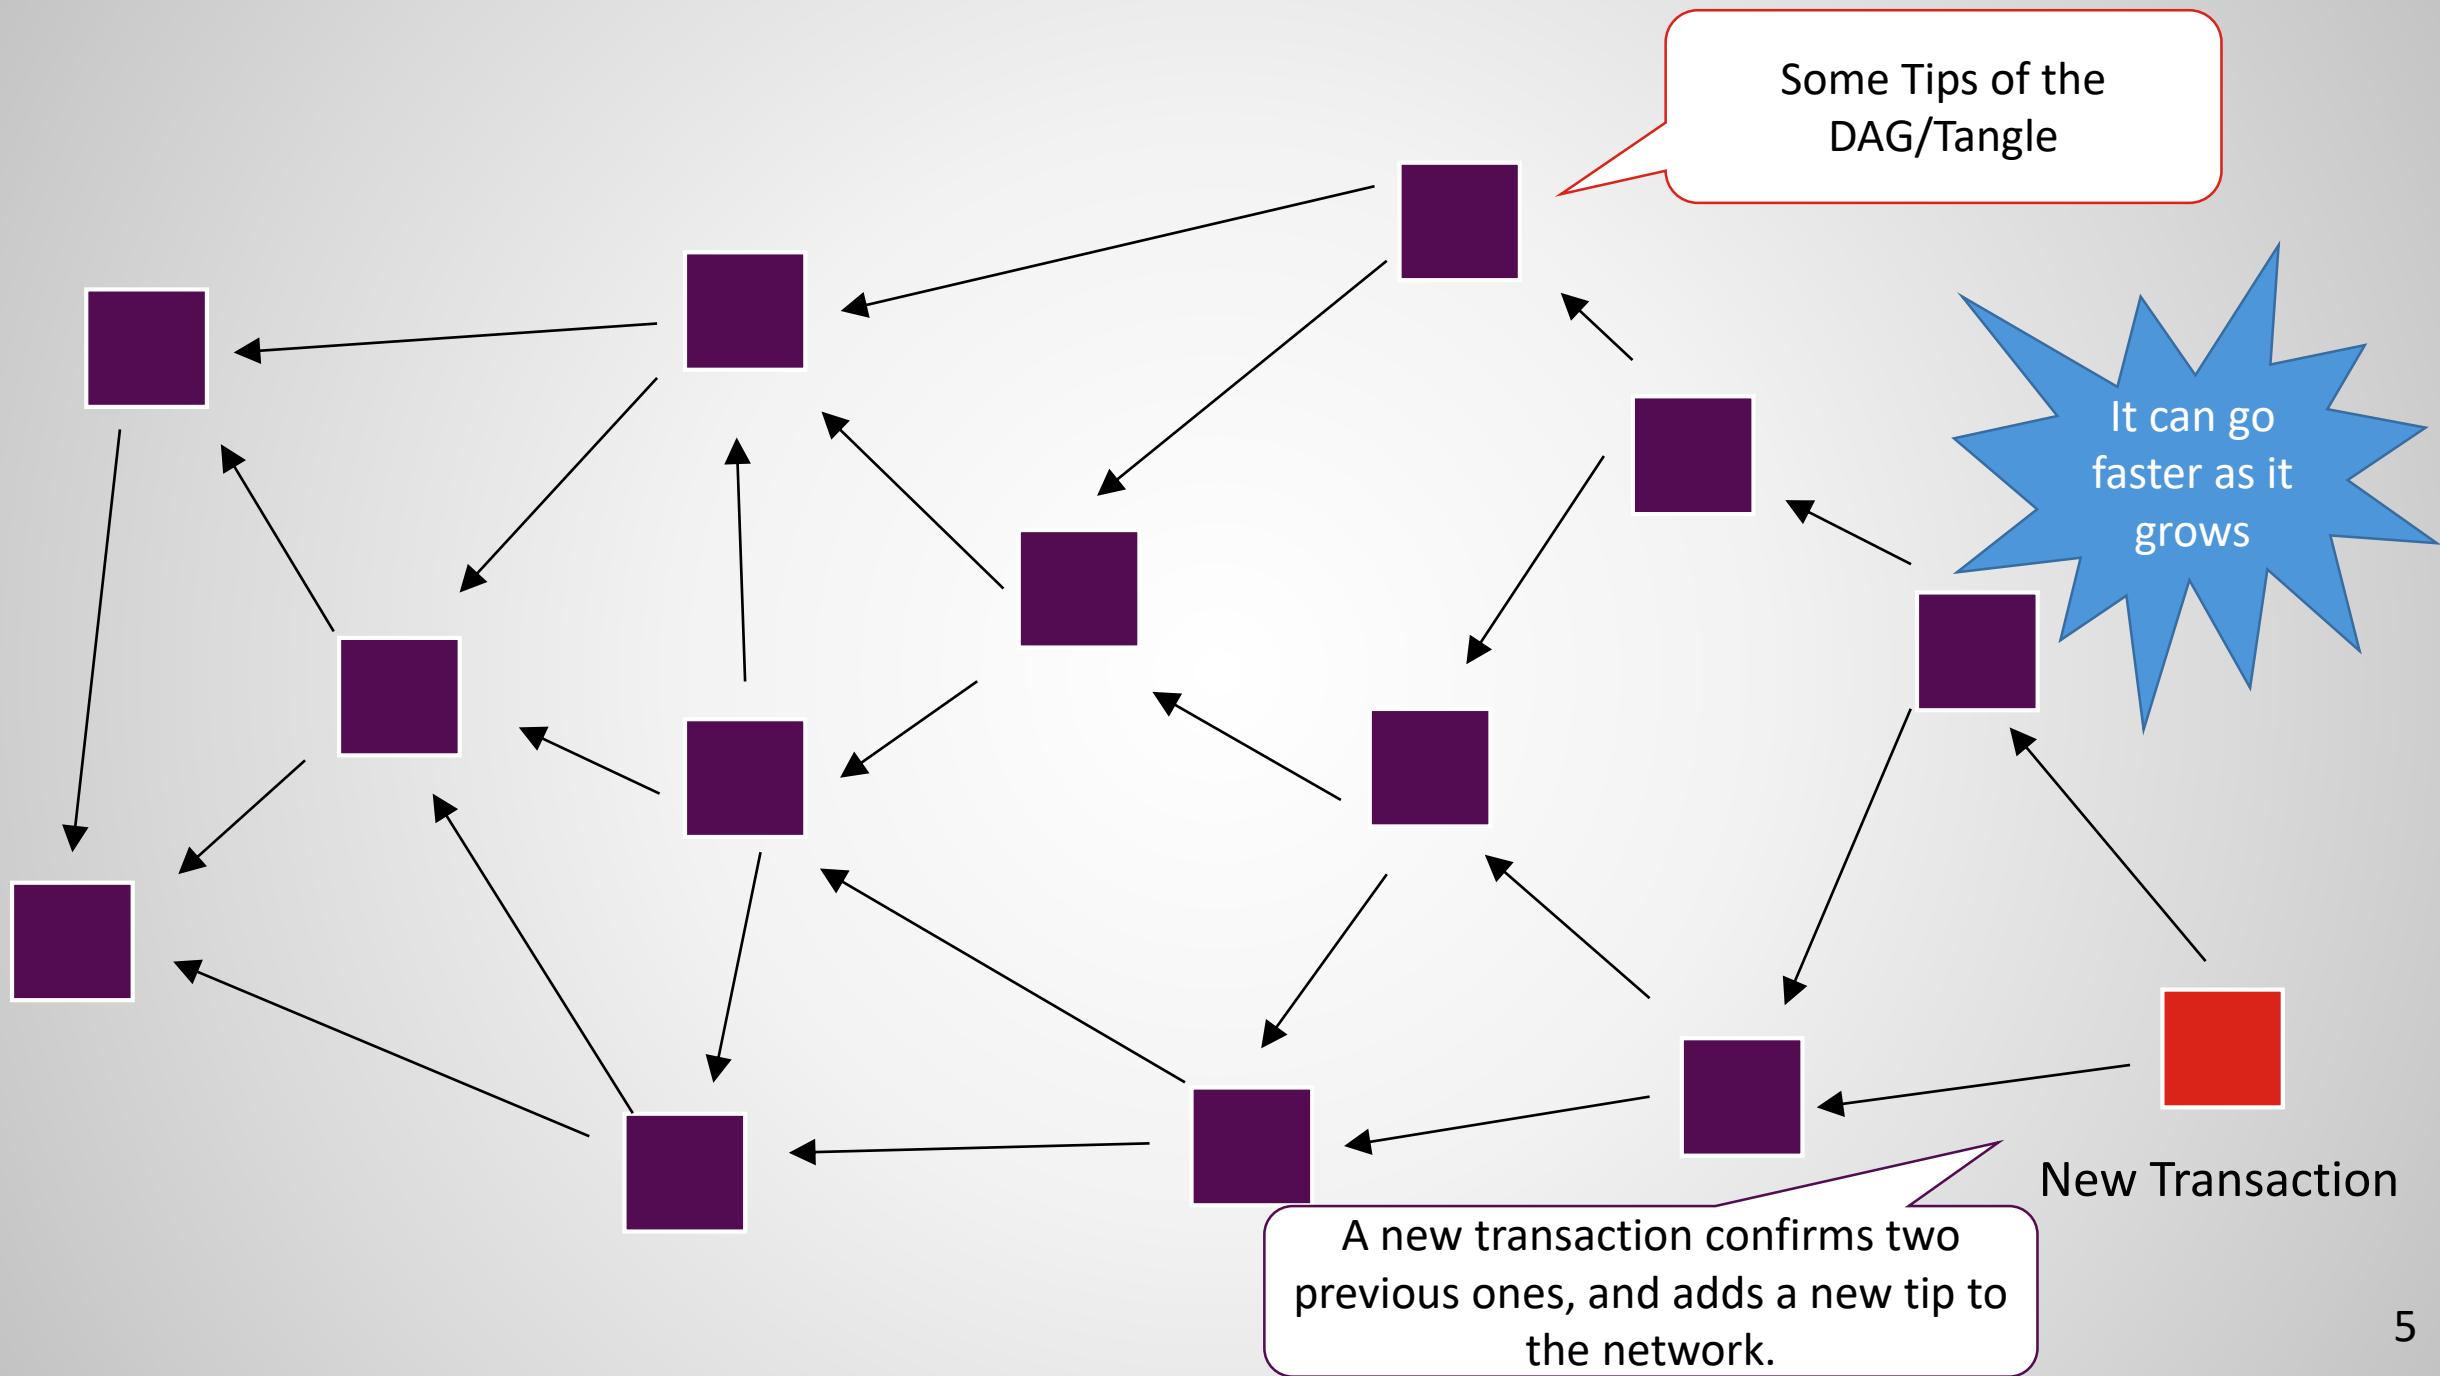 Some Tips of the
DAG/Tangle
It can go
faster as it
grows
New Transaction
A new transaction confirms two
previous ones, and adds a new tip to
the network.
5